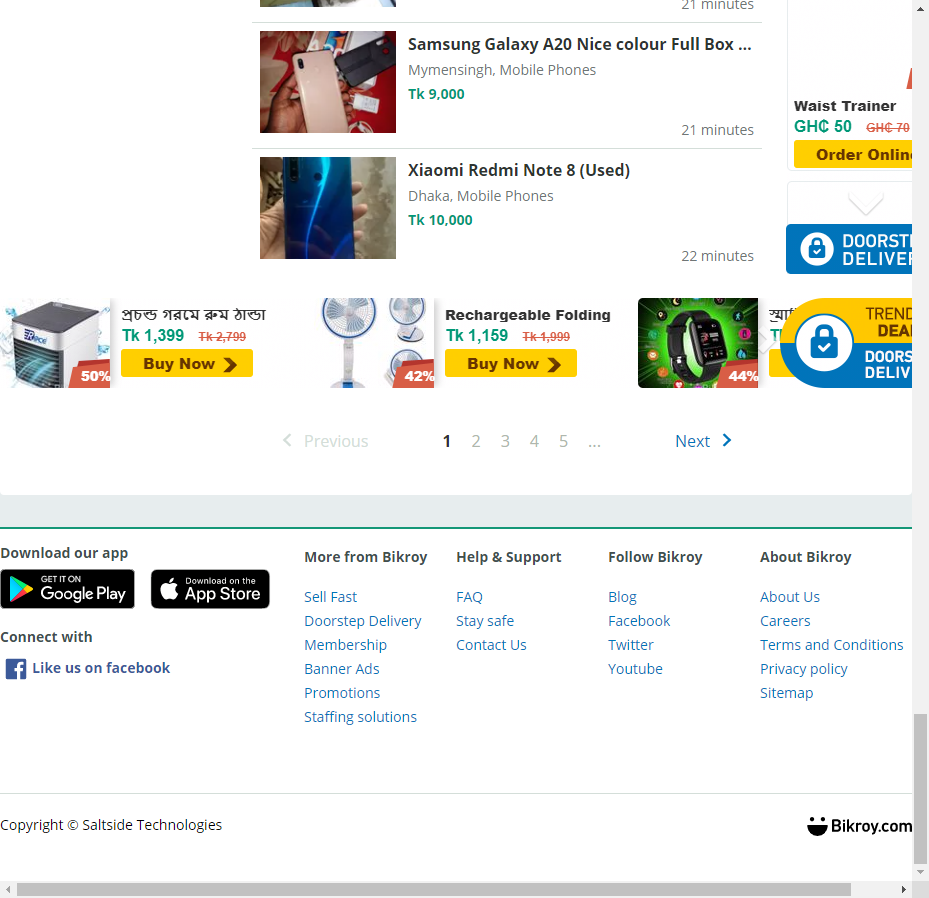 21 minutes
Samsung Galaxy A20 Nice colour Full Box ...
Mymensingh, Mobile Phones
Tk 9,000
21 minutes
Xiaomi Redmi Note 8 (Used)
Dhaka, Mobile Phones
Tk 10,000
22 minutes
Waist Trainer
GH₵ 50 GH₵ 70
Order Onlin
DOORST
DELIVER
50%
প্রচন্ড গরমে রুম ঠান্ডা
Tk 1,399 Tk 2,799
Buy Now
42%
Rechargeable Folding
Tk 1,159 Tk 1,999
Buy Now
44%
TREND
DEA
DOORS
DELIV
Previous 1 2 3 4 5 ... Next
Download our app
GET IT ON
Google Play
Download on the
App Store
Connect with
Like us on facebook
More from Bikroy
Sell Fast
Doorstep Delivery
Membership
Banner Ads
Promotions
Staffing solutions
Help & Support
FAQ
Stay safe
Contact Us
Follow Bikroy
Blog
Facebook
Twitter
Youtube
About Bikroy
About Us
Careers
Terms and Conditions
Privacy policy
Sitemap
Copyright © Saltside Technologies
Bikroy.com